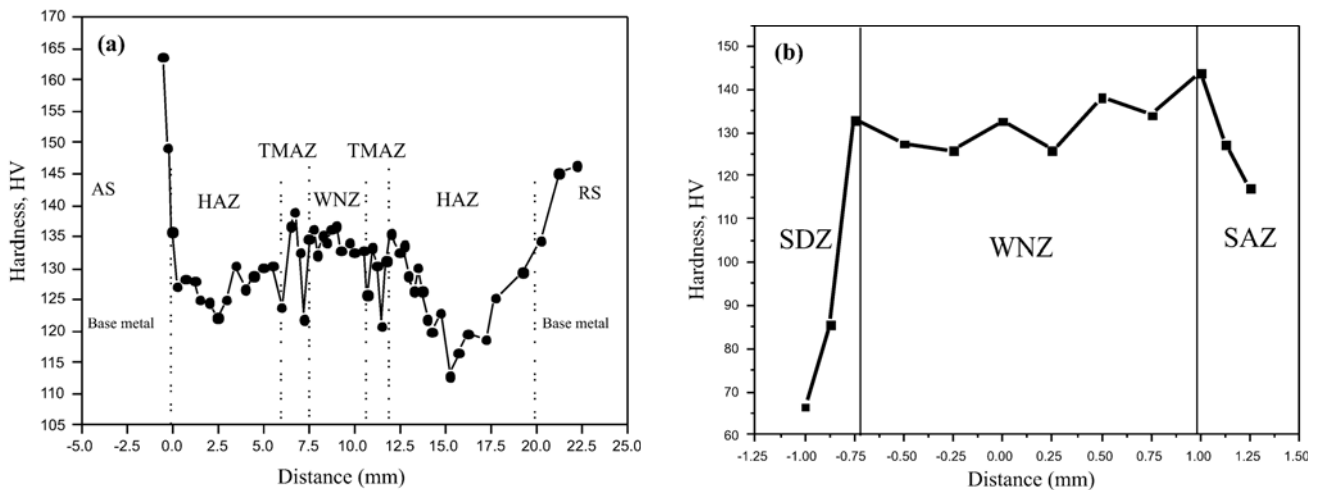 (a)
170
165
160
155
150
145
140
135
130
125
120
115
110
105
Hardness, HV
AS
HAZ
TMAZ
WNZ
TMAZ
HAZ
RS
Base metal
Base metal
-5.0 -2.5 0.0 2.5 5.0 7.5 10.0 12.5 15.0 17.5 20.0 22.5 25.0
Distance (mm)
(b)
150
140
130
120
110
100
90
80
70
60
Hardness, HV
SDZ
WNZ
SAZ
-1.25 -1.00 -0.75 -0.50 -0.25 0.00 0.25 0.50 0.75 1.00 1.25 1.50
Distance (mm)